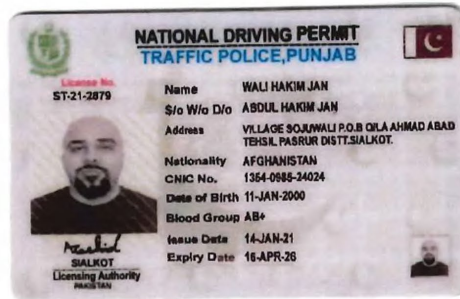 NATIONAL DRIVING PERMIT
TRAFFIC POLICE,PUNJAB
License No.
ST-21-2879
Name WALI HAKIM JAN
S/o W/o D/o ABDUL HAKIM JAN
Address VILLAGE SOJUWALI P.O.B QILA AHMAD ABAD
TEHSIL PASRUR DISTT.SIALKOT.
Nationality AFGHANISTAN
CNIC No. 1354-0985-24024
Date of Birth 11-JAN-2000
Blood Group AB+
Issue Date 14-JAN-21
Expiry Date 16-APR-26
SIALKOT
Licensing Authority
PAKISTAN